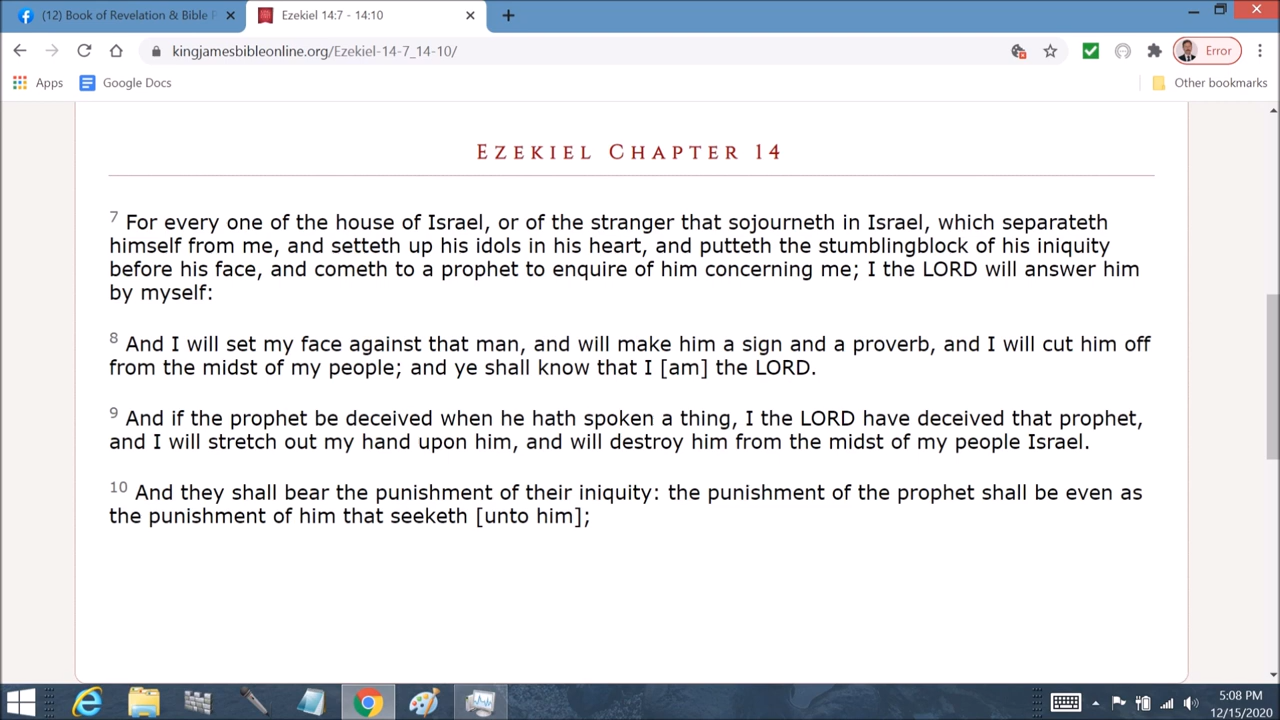 (12) Book of Revelation & Bible P
Ezekiel 14:7 - 14:10
kingjamesbibleonline.org/Ezekiel-14-7_14-10/
Error
Apps
Google Docs
Other bookmarks
EZEKIEL CHAPTER 14
7 For every one of the house of Israel, or of the stranger that sojourneth in Israel, which separateth
himself from me, and setteth up his idols in his heart, and putteth the stumblingblock of his iniquity
before his face, and cometh to a prophet to enquire of him concerning me; I the LORD will answer him
by myself:
8 And I will set my face against that man, and will make him a sign and a proverb, and I will cut him off
from the midst of my people; and ye shall know that I [am] the LORD.
9 And if the prophet be deceived when he hath spoken a thing, I the LORD have deceived that prophet,
and I will stretch out my hand upon him, and will destroy him from the midst of my people Israel.
10 And they shall bear the punishment of their iniquity: the punishment of the prophet shall be even as
the punishment of him that seeketh [unto him];
5:08 PM
12/15/2020